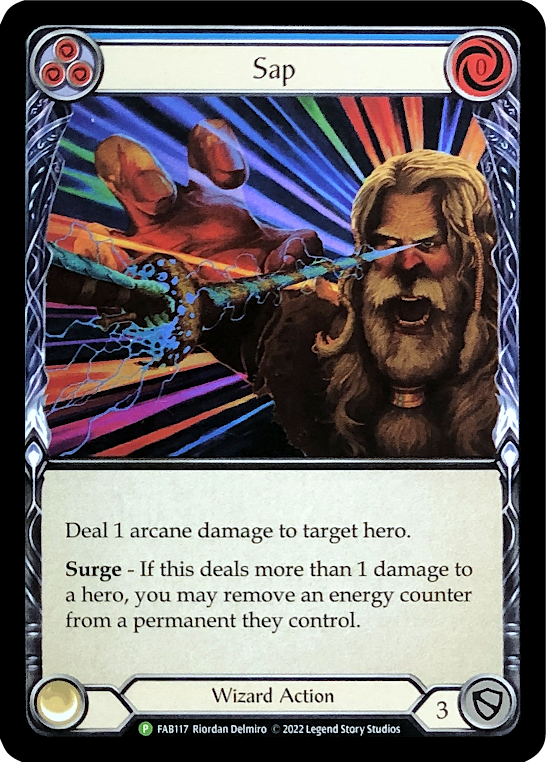 Sap
0
Deal 1 arcane damage to target hero.
Surge - If this deals more than 1 damage to
a hero, you may remove an energy counter
from a permanent they control.
Wizard Action
3
P FAB117 Riordan Delmiro © 2022 Legend Story Studios